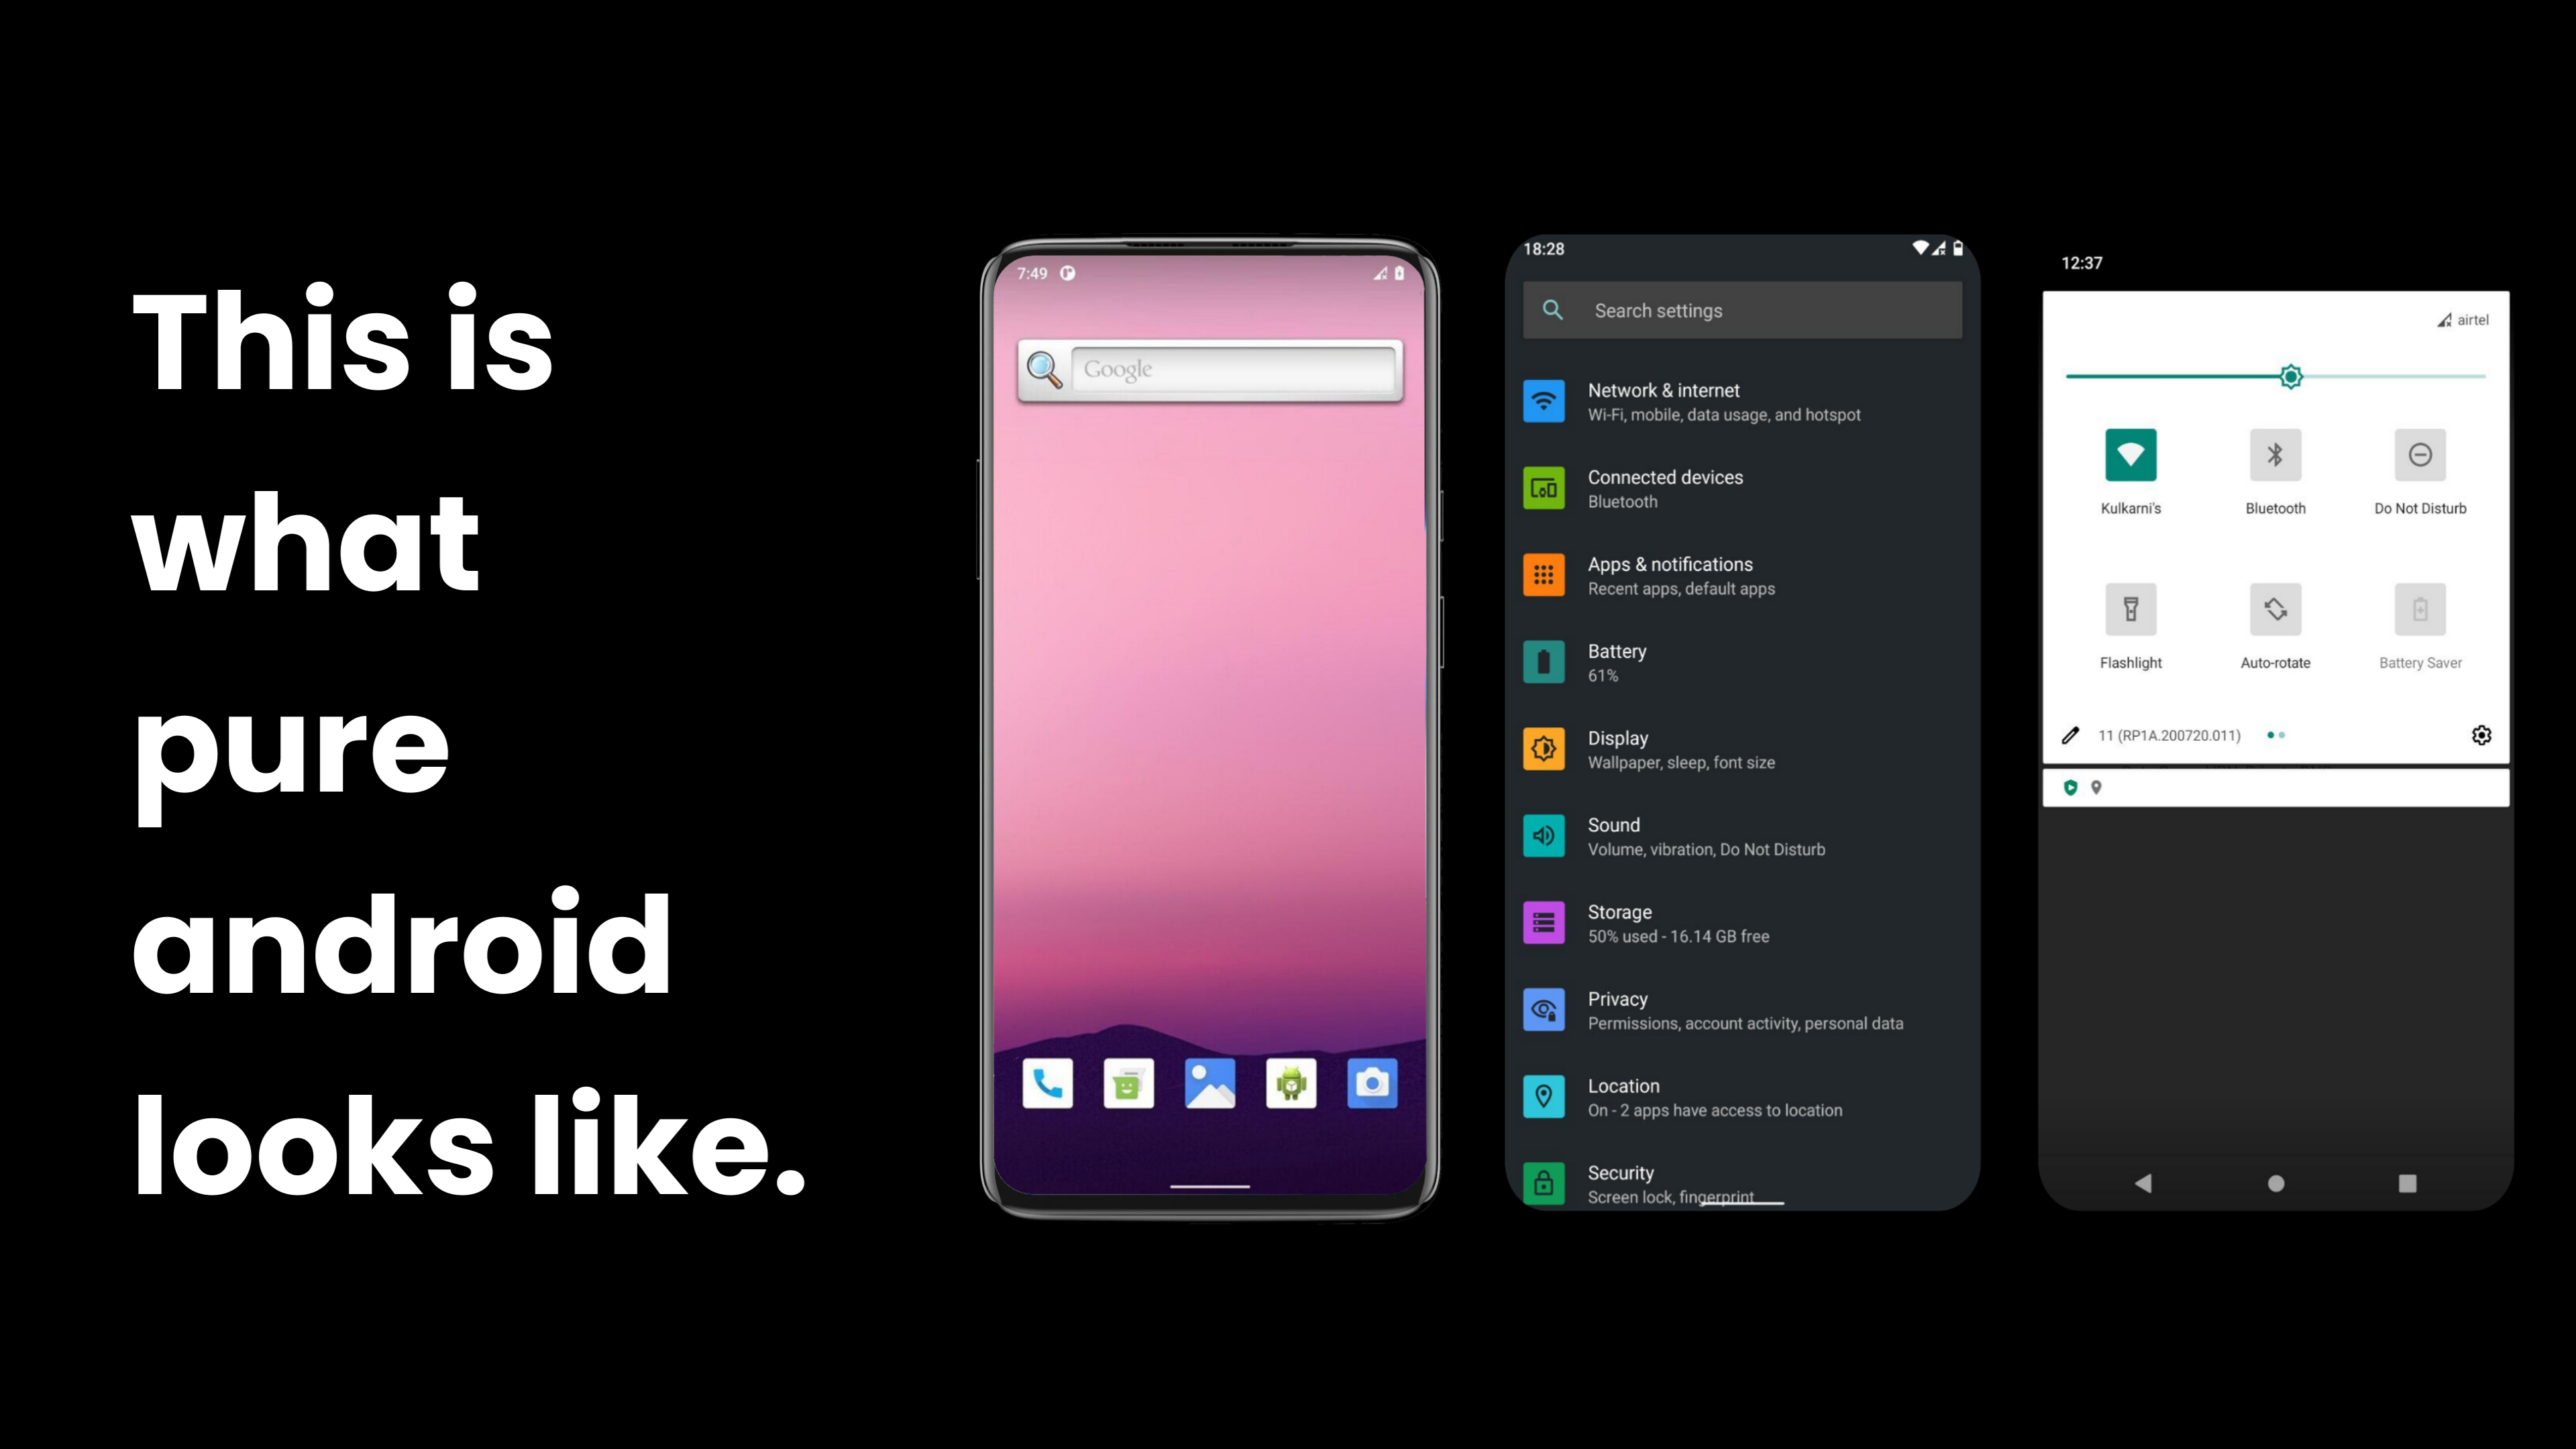 This is
what
pure
android
looks like.
7:49
Google
18:28
Search settings
Network & internet
Wi-Fi, mobile, data usage, and hotspot
Connected devices
Bluetooth
Apps & notifications
Recent apps, default apps
Battery
61%
Display
Wallpaper, sleep, font size
Sound
Volume, vibration, Do Not Disturb
Storage
50% used - 16.14 GB free
Privacy
Permissions, account activity, personal data
Location
On - 2 apps have access to location
Security
Screen lock, fingerprint
12:37
airtel
Kulkarni's Bluetooth Do Not Disturb
Flashlight Auto-rotate Battery Saver
11 (RP1A.200720.011)